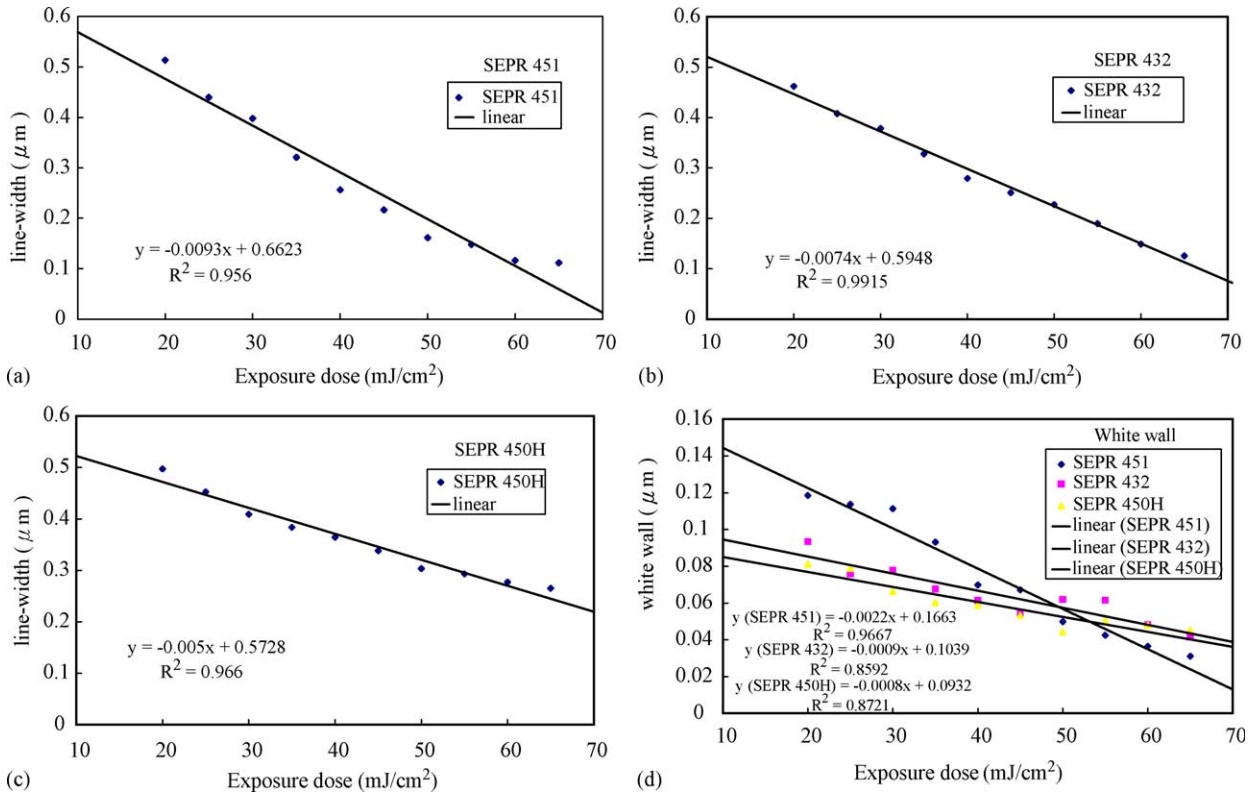 0.6
0.5
0.4
0.3
0.2
0.1
0
line-width ( μ m )
SEPR 451
SEPR 451
linear
y = -0.0093x + 0.6623
R² = 0.956
10 20 30 40 50 60 70
(a) Exposure dose (mJ/cm²)
0.6
0.5
0.4
0.3
0.2
0.1
0
line-width ( μ m )
SEPR 432
SEPR 432
linear
y = -0.0074x + 0.5948
R² = 0.9915
10 20 30 40 50 60 70
(b) Exposure dose (mJ/cm²)
0.6
0.5
0.4
0.3
0.2
0.1
0
line-width ( μ m )
SEPR 450H
SEPR 450H
linear
y = -0.005x + 0.5728
R² = 0.966
10 20 30 40 50 60 70
(c) Exposure dose (mJ/cm²)
0.16
0.14
0.12
0.1
0.08
0.06
0.04
0.02
0
white wall ( μ m )
White wall
SEPR 451
SEPR 432
SEPR 450H
linear (SEPR 451)
linear (SEPR 432)
linear (SEPR 450H)
y (SEPR 451) = -0.0022x + 0.1663
R² = 0.9667
y (SEPR 432) = -0.0009x + 0.1039
R² = 0.8592
y (SEPR 450H) = -0.0008x + 0.0932
R² = 0.8721
10 20 30 40 50 60 70
(d) Exposure dose (mJ/cm²)